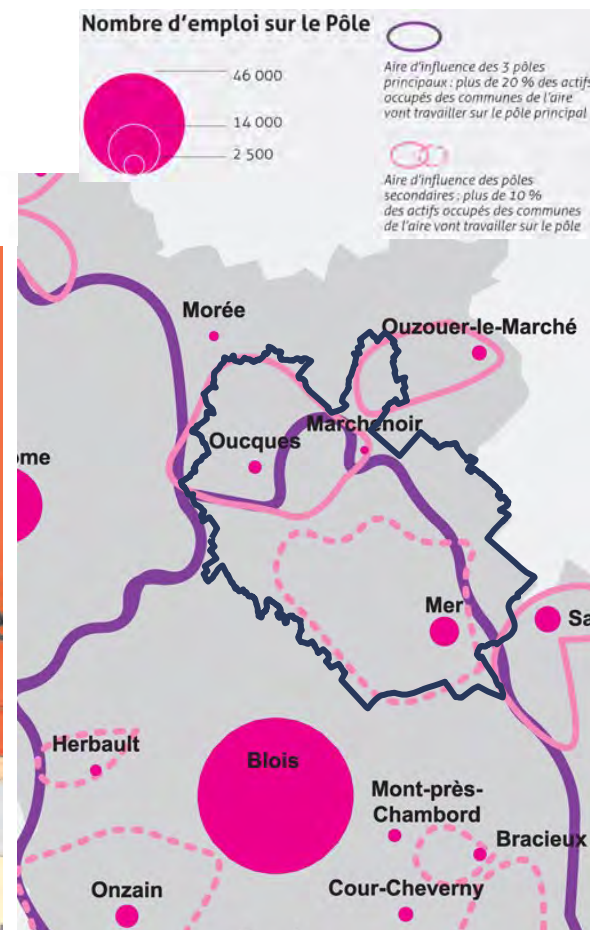 Nombre d'emploi sur le Pôle
46 000
14 000
2 500
Aire d'influence des 3 pôles
principaux : plus de 20 % des actifs
occupés des communes de l'aire
vont travailler sur le pôle principal
Aire d'influence des pôles
secondaires : plus de 10 %
des actifs occupés des communes
de l'aire vont travailler sur le pôle
Morée
Ouzouer-le-Marché
Marchenoir
Oucques
ome
Mer
Sa
Herbault
Blois
Mont-près-
Chambord
Bracieux
Onzain
Cour-Cheverny